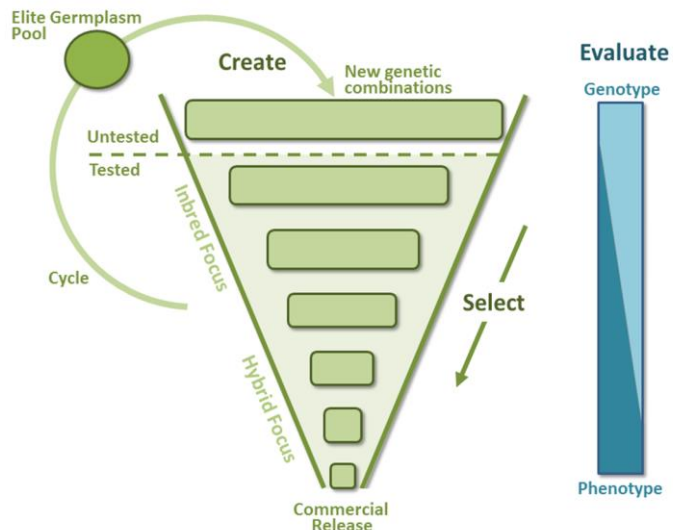 Elite Germplasm
Pool
Create
New genetic
combinations
Untested
Tested
Inbred Focus
Cycle
Hybrid Focus
Select
Commercial
Release
Evaluate
Genotype
Phenotype